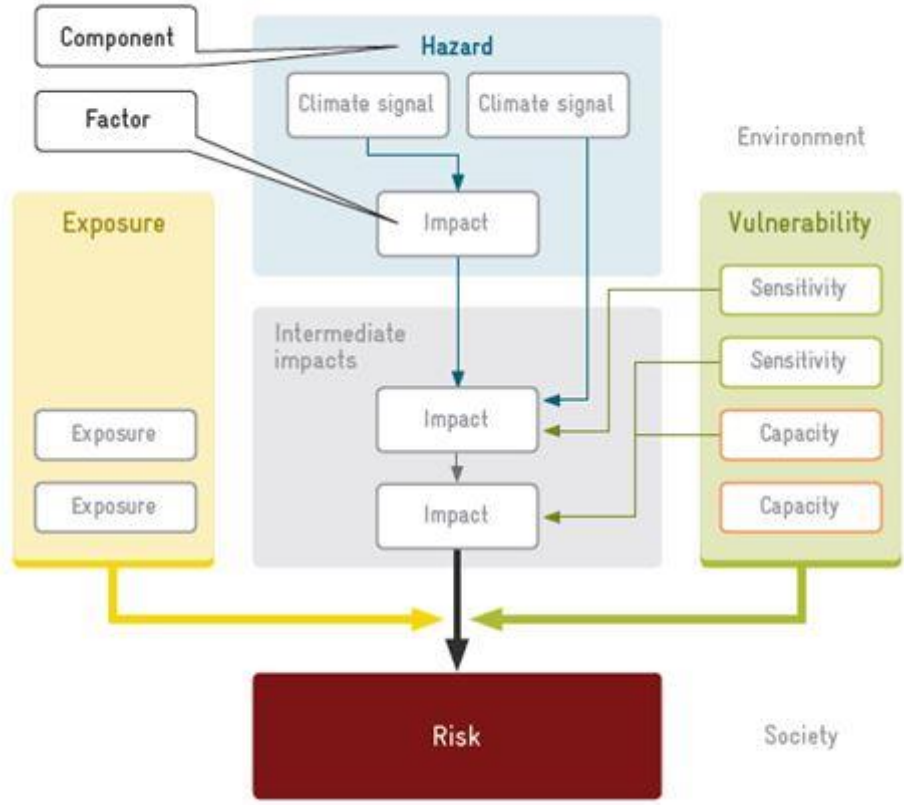 Component
Hazard
Climate signal
Climate signal
Factor
Environment
Exposure
Impact
Vulnerability
Sensitivity
Intermediate
impacts
Sensitivity
Exposure
Impact
Capacity
Exposure
Impact
Capacity
Risk
Society